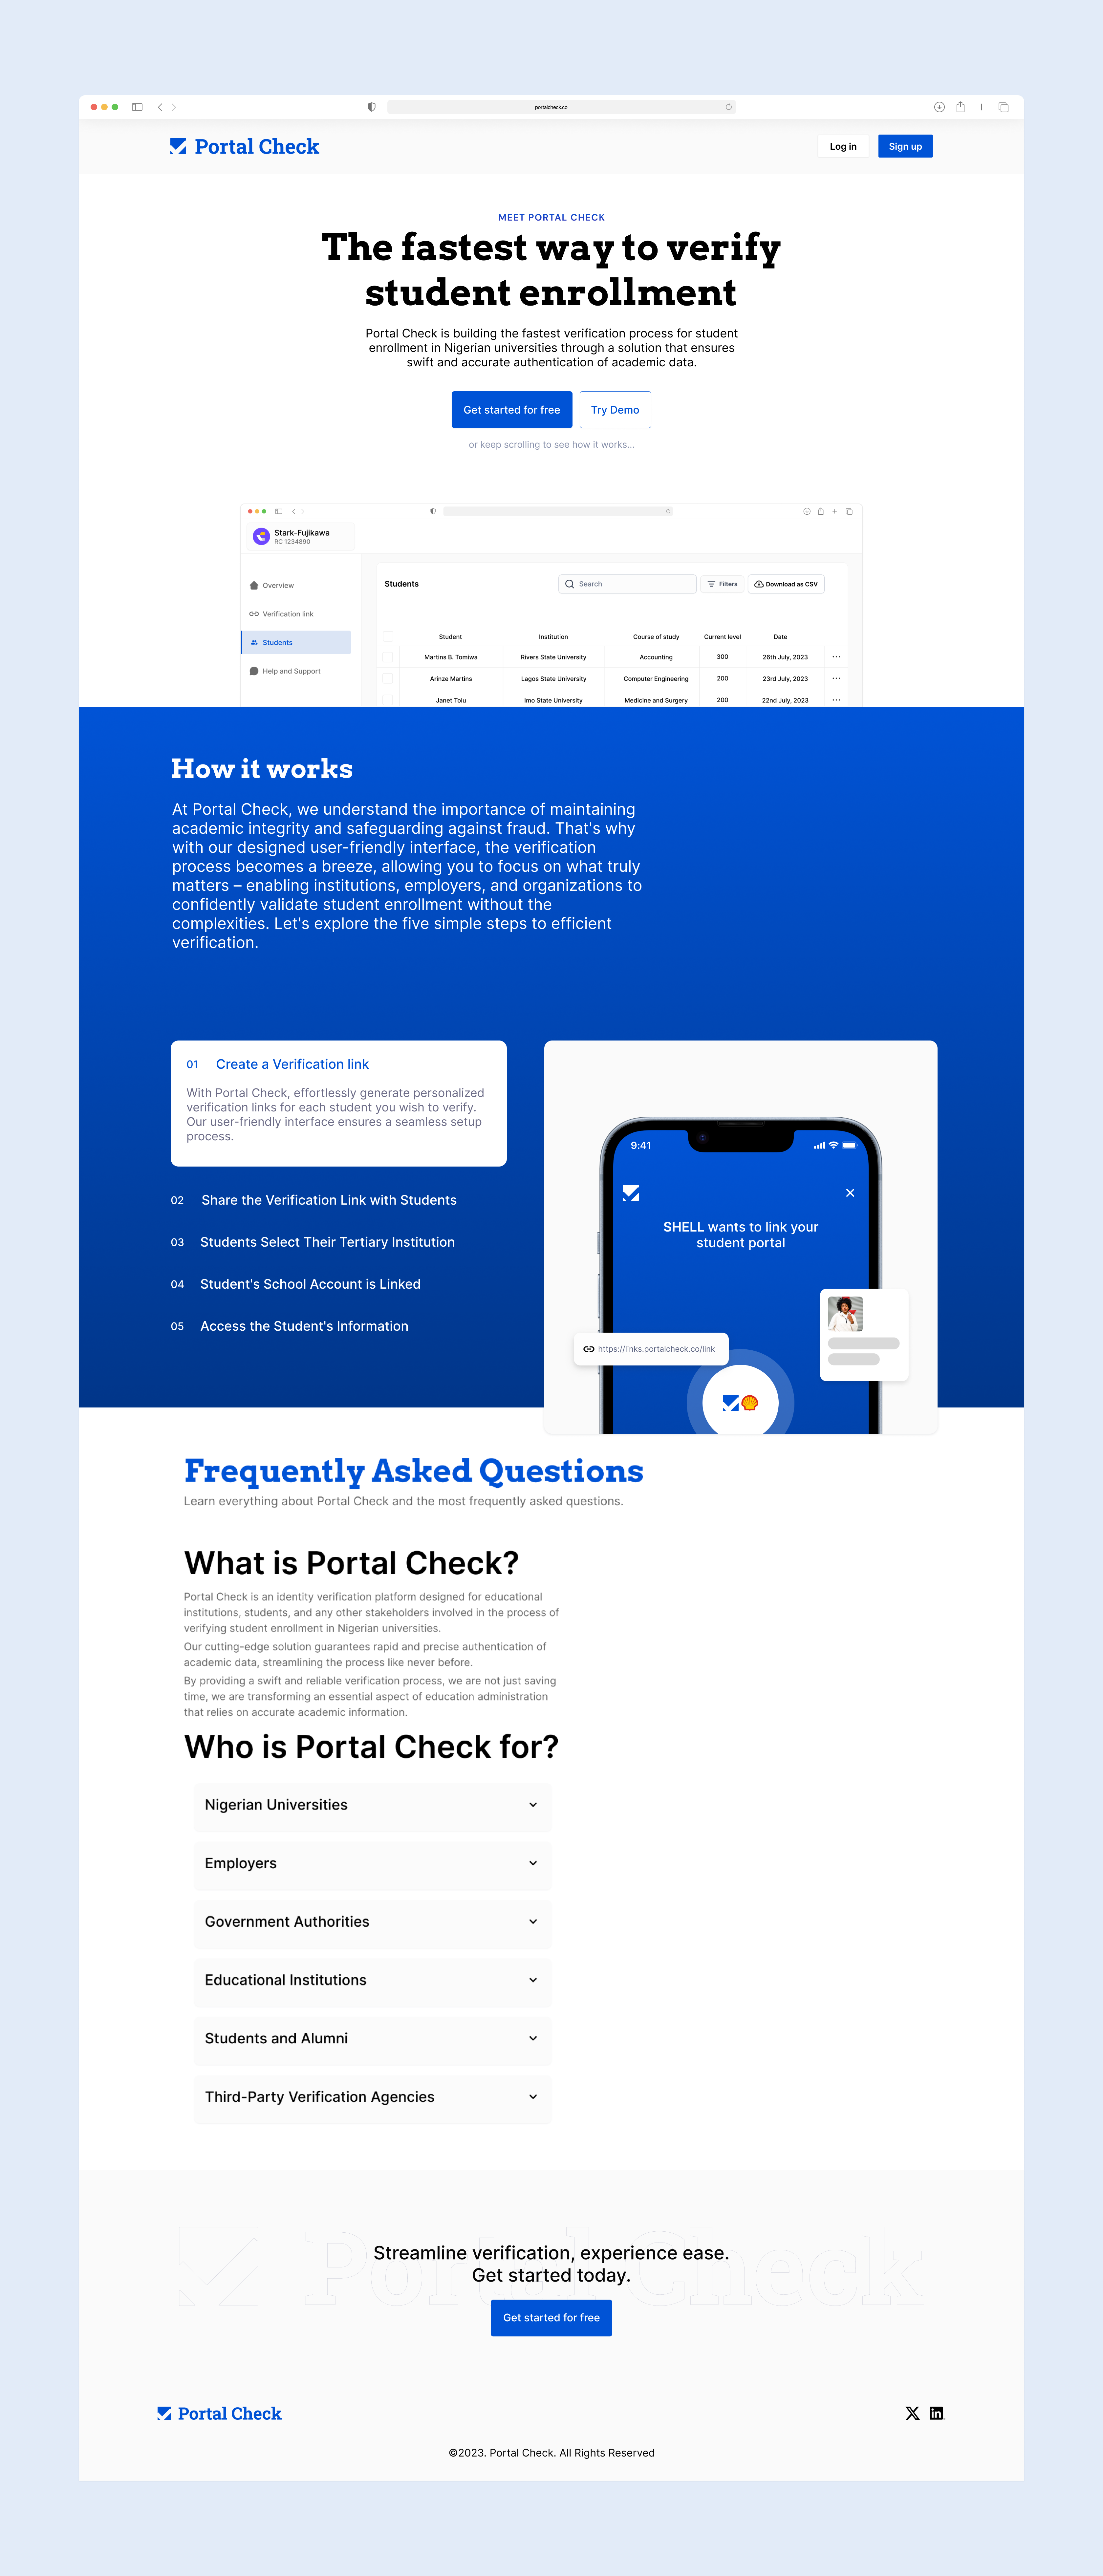 portalcheck.co
Portal Check
Log in
Sign up
MEET PORTAL CHECK
The fastest way to verify
student enrollment
Portal Check is building the fastest verification process for student
enrollment in Nigerian universities through a solution that ensures
swift and accurate authentication of academic data.
Get started for free
Try Demo
or keep scrolling to see how it works...
Stark-Fujikawa
RC 1234890
Overview
Verification link
Students
Help and Support
Students
Search
Filters
Download as CSV
Student Institution Course of study Current level Date
Martins B. Tomiwa Rivers State University Accounting 300 26th July, 2023
Arinze Martins Lagos State University Computer Engineering 200 23rd July, 2023
Janet Tolu Imo State University Medicine and Surgery 200 22nd July, 2023
How it works
At Portal Check, we understand the importance of maintaining
academic integrity and safeguarding against fraud. That's why
with our designed user-friendly interface, the verification
process becomes a breeze, allowing you to focus on what truly
matters – enabling institutions, employers, and organizations to
confidently validate student enrollment without the
complexities. Let's explore the five simple steps to efficient
verification.
01 Create a Verification link
With Portal Check, effortlessly generate personalized
verification links for each student you wish to verify.
Our user-friendly interface ensures a seamless setup
process.
02 Share the Verification Link with Students
03 Students Select Their Tertiary Institution
04 Student's School Account is Linked
05 Access the Student's Information
9:41
SHELL wants to link your
student portal
https://links.portalcheck.co/link
Frequently Asked Questions
Learn everything about Portal Check and the most frequently asked questions.
What is Portal Check?
Portal Check is an identity verification platform designed for educational
institutions, students, and any other stakeholders involved in the process of
verifying student enrollment in Nigerian universities.
Our cutting-edge solution guarantees rapid and precise authentication of
academic data, streamlining the process like never before.
By providing a swift and reliable verification process, we are not just saving
time, we are transforming an essential aspect of education administration
that relies on accurate academic information.
Who is Portal Check for?
Nigerian Universities
Employers
Government Authorities
Educational Institutions
Students and Alumni
Third-Party Verification Agencies
Portal Check
Streamline verification, experience ease.
Get started today.
Get started for free
Portal Check
©2023. Portal Check. All Rights Reserved